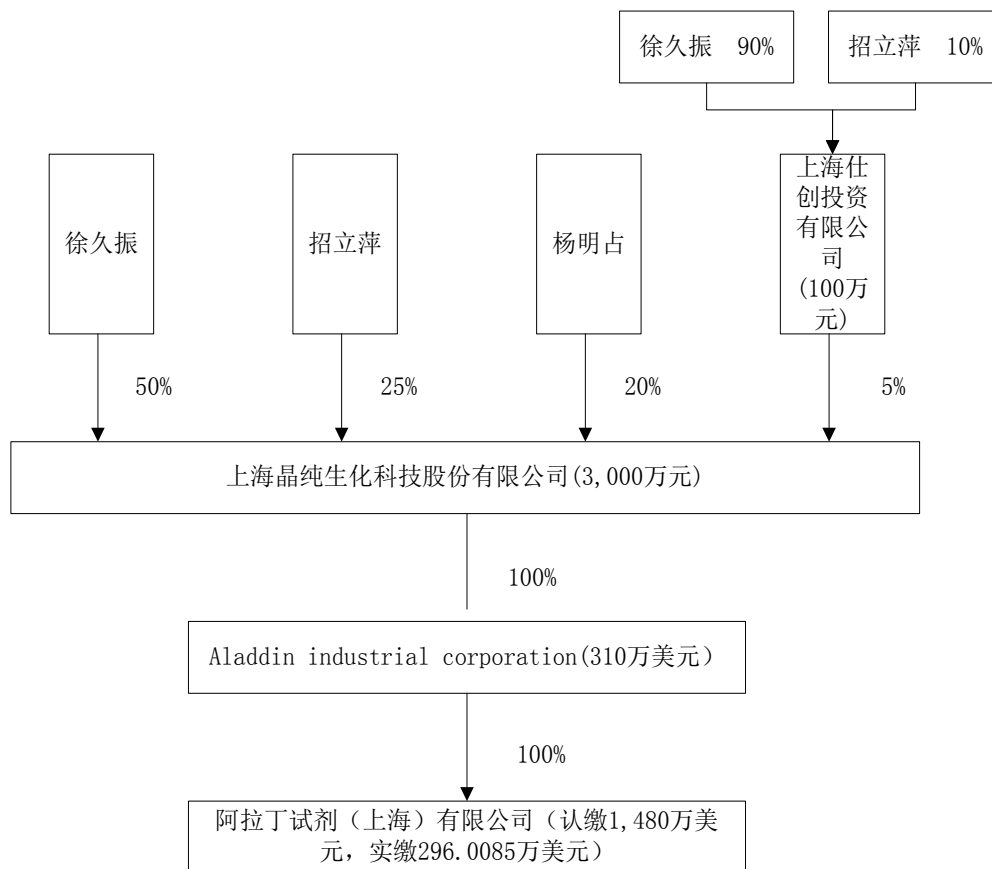 徐久振 90%
招立萍 10%
徐久振
招立萍
杨明占
上海仕
创投资
有限公
司
(100万
元)
50%
25%
20%
5%
上海晶纯生化科技股份有限公司(3,000万元)
100%
Aladdin industrial corporation(310万美元）
100%
阿拉丁试剂（上海）有限公司（认缴1,480万美
元，实缴296.0085万美元）